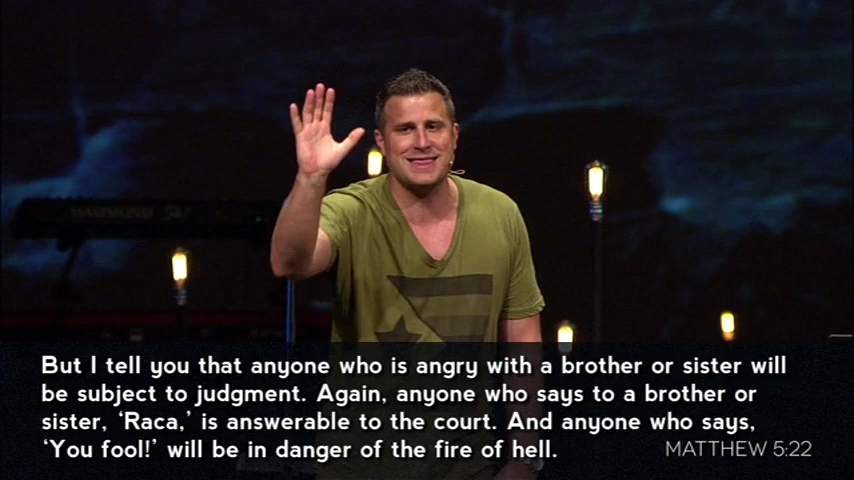 But I tell you that anyone who is angry with a brother or sister will
be subject to judgment. Again, anyone who says to a brother or
sister, ‘Raca,’ is answerable to the court. And anyone who says,
‘You fool!’ will be in danger of the fire of hell.
MATTHEW 5:22